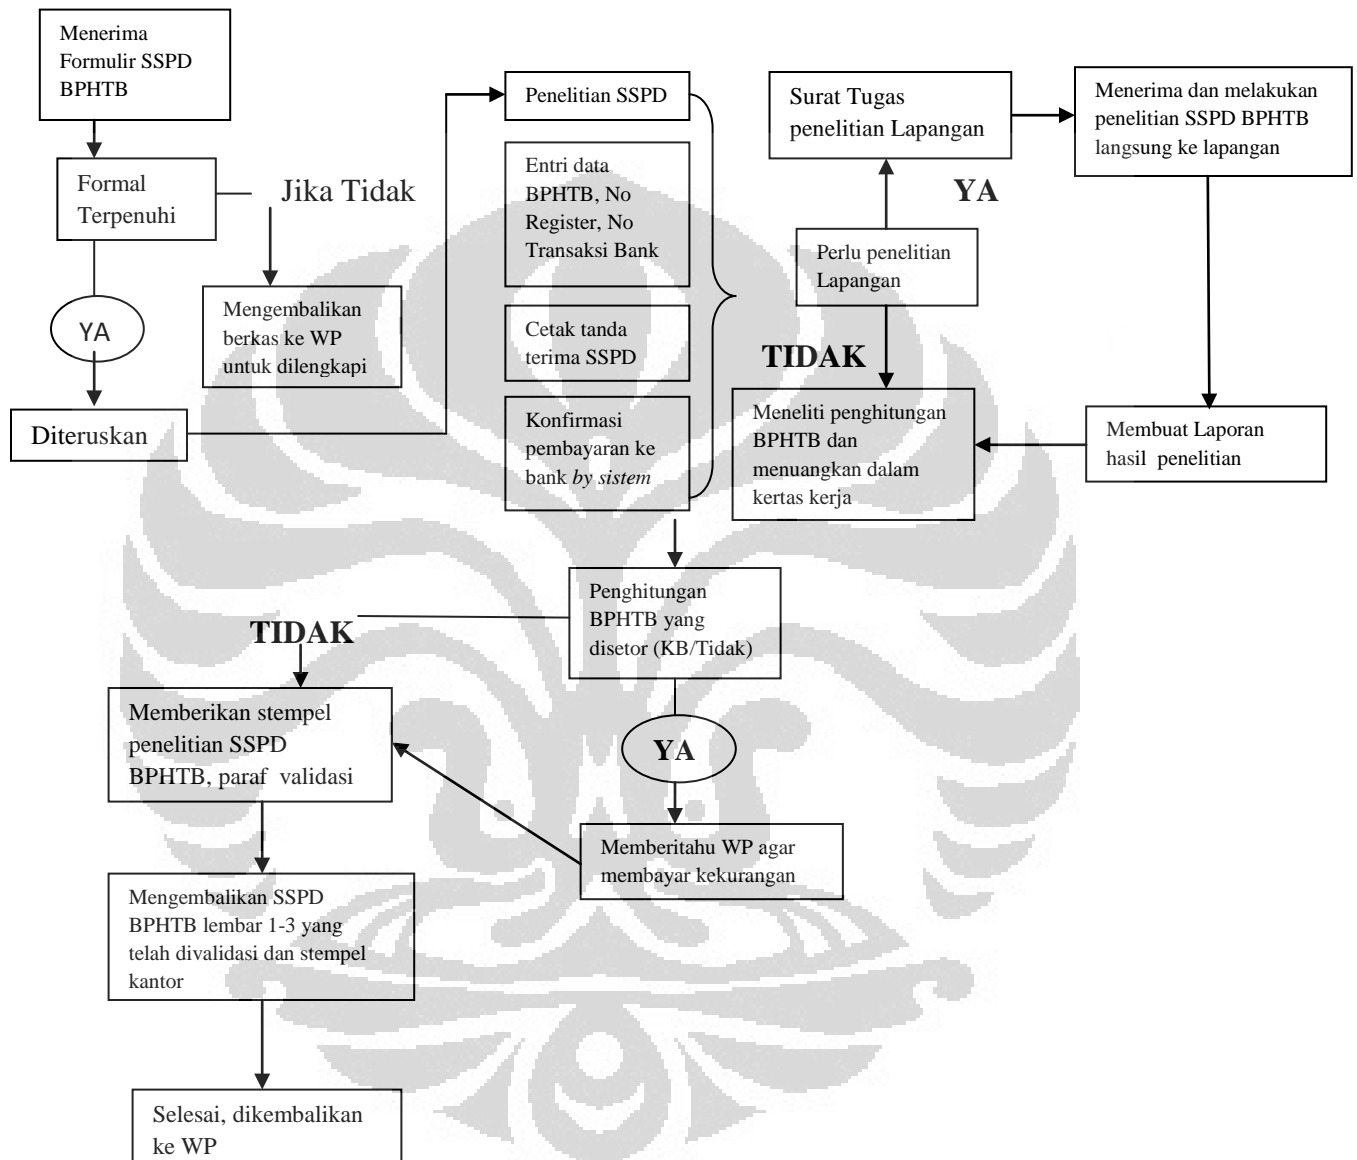 Menerima
Formulir SSPD
BPHTB
Formal
Terpenuhi
Jika Tidak
Mengembalikan
berkas ke WP
untuk dilengkapi
YA
Diteruskan
Penelitian SSPD
Entri data
BPHTB, No
Register, No
Transaksi Bank
Cetak tanda
terima SSPD
Konfirmasi
pembayaran ke
bank by sistem
Surat Tugas
penelitian Lapangan
Menerima dan melakukan
penelitian SSPD BPHTB
langsung ke lapangan
YA
Perlu penelitian
Lapangan
TIDAK
Meneliti penghitungan
BPHTB dan
menuangkan dalam
kertas kerja
Membuat Laporan
hasil penelitian
Penghitungan
BPHTB yang
disetor (KB/Tidak)
TIDAK
YA
Memberikan stempel
penelitian SSPD
BPHTB, paraf validasi
Memberitahu WP agar
membayar kekurangan
Mengembalikan SSPD
BPHTB lembar 1-3 yang
telah divalidasi dan stempel
kantor
Selesai, dikembalikan
ke WP